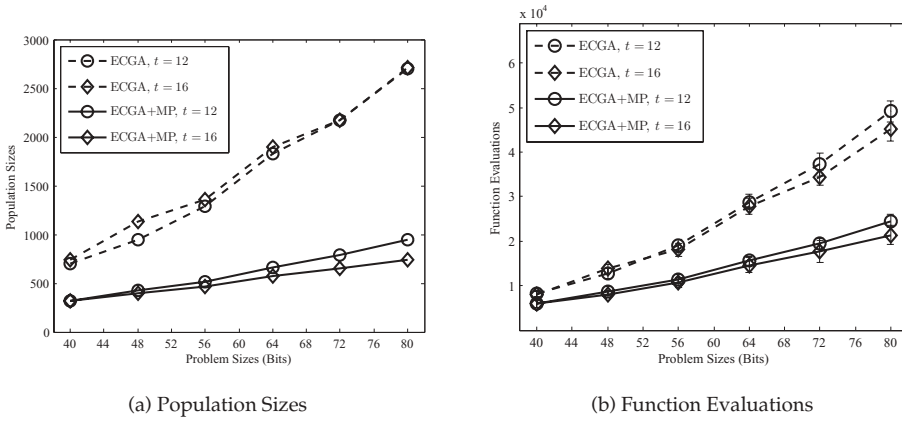 3000
2500
2000
1500
1000
500
0
Population Sizes
ECGA, t = 12
ECGA, t = 16
ECGA+MP, t = 12
ECGA+MP, t = 16
40 44 48 52 56 60 64 68 72 76 80
Problem Sizes (Bits)
(a) Population Sizes
x 10⁴
6
5
4
3
2
1
Function Evaluations
ECGA, t = 12
ECGA, t = 16
ECGA+MP, t = 12
ECGA+MP, t = 16
40 44 48 52 56 60 64 68 72 76 80
Problem Sizes (Bits)
(b) Function Evaluations